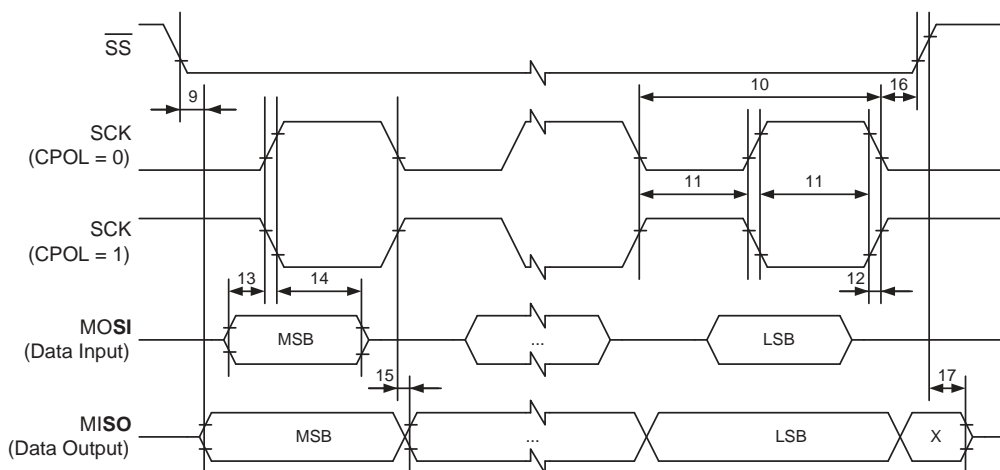 SS
9
10
16
SCK
(CPOL = 0)
11
11
SCK
(CPOL = 1)
13
14
12
MOSI
(Data Input)
MSB
...
LSB
15
17
MISO
(Data Output)
MSB
...
LSB
X